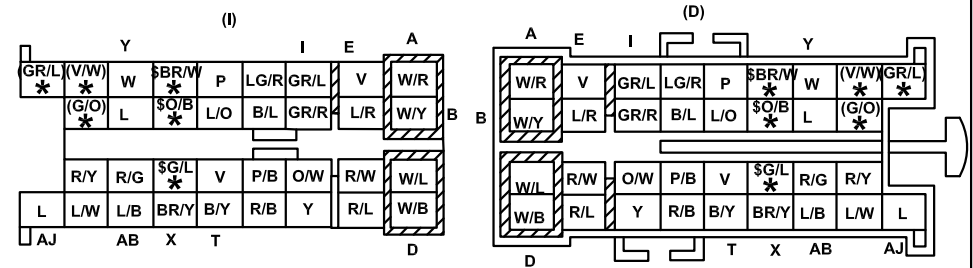 (I)
Y I E A
(GR/L)* (V/W)* W $BR/W* P LG/R GR/L V W/R
(G/O)* L $O/B* L/O B/L GR/R L/R W/Y B
R/Y R/G $G/L* V P/B O/W R/W W/L
L L/W L/B BR/Y B/Y R/B Y R/L W/B
AJ AB X T D
(D)
A E I Y
W/R V GR/L LG/R P $BR/W* W (V/W)* GR/L)*
B W/Y L/R GR/R B/L L/O $O/B* L (G/O)*
W/L R/W O/W P/B V $G/L* R/G R/Y
W/B R/L Y R/B B/Y BR/Y L/B L/W L
D T X AB AJ